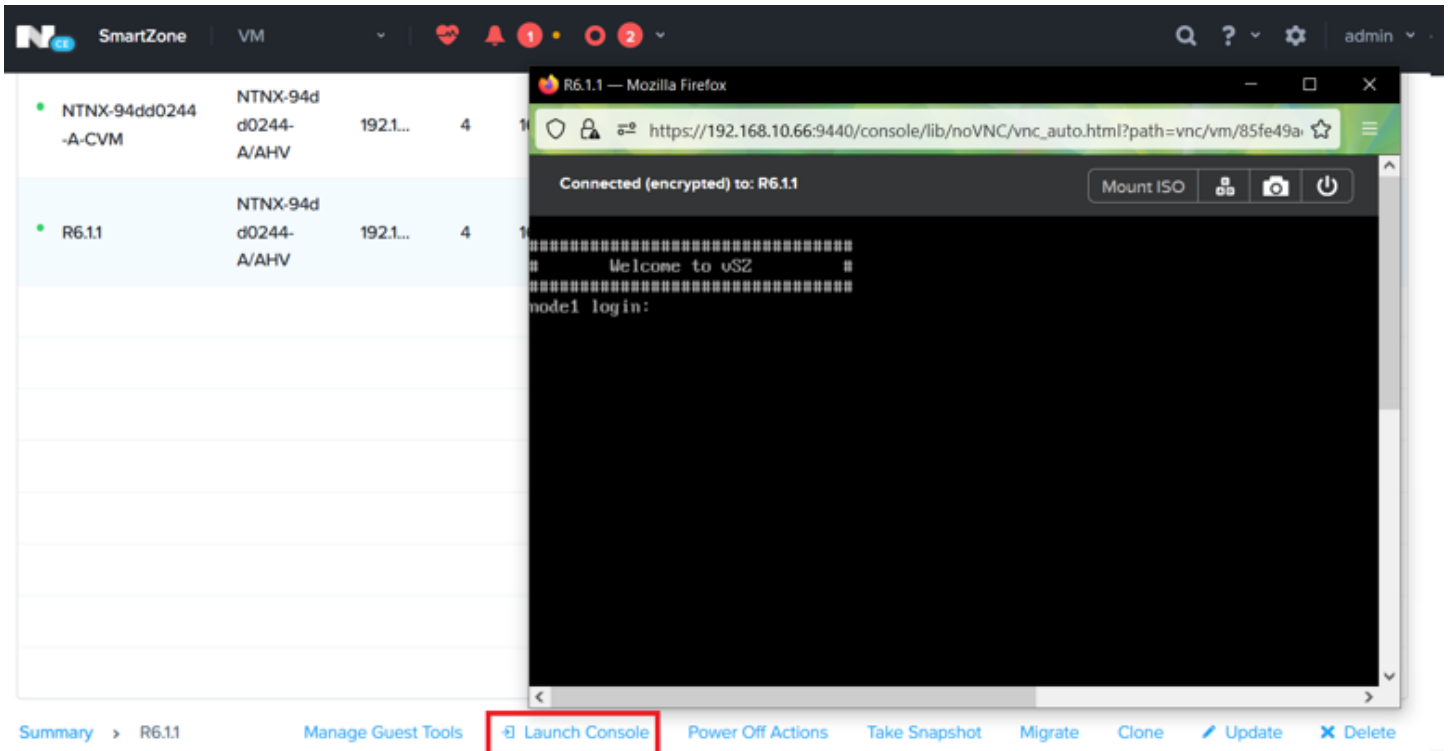 N CE SmartZone VM 1 2 ? admin
NTNX-94dd0244
-A-CVM
NTNX-94d
d0244-
A/AHV
192.1...
4
R6.1.1
NTNX-94d
d0244-
A/AHV
192.1...
4
R6.1.1 — Mozilla Firefox
https://192.168.10.66:9440/console/lib/noVNC/vnc_auto.html?path=vnc/vm/85fe49a
Connected (encrypted) to: R6.1.1
Mount ISO
################################
# Welcome to vSZ #
################################
node1 login:
Summary > R6.1.1 Manage Guest Tools Launch Console Power Off Actions Take Snapshot Migrate Clone Update Delete